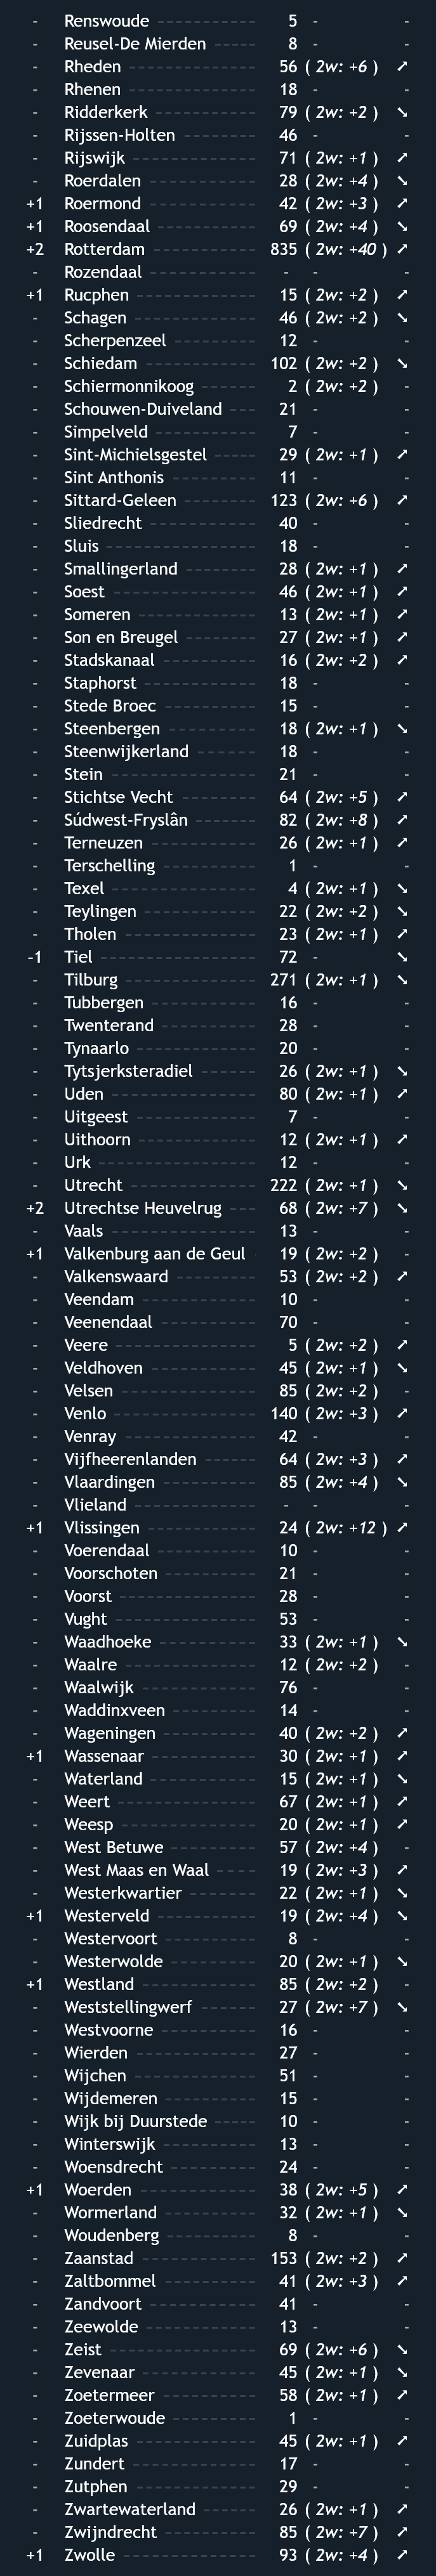 - Renswoude 5 - -
- Reusel-De Mierden 8 - -
- Rheden 56 ( 2w: +6 ) ↗
- Rhenen 18 - -
- Ridderkerk 79 ( 2w: +2 ) ↘
- Rijssen-Holten 46 - -
- Rijswijk 71 ( 2w: +1 ) ↗
- Roerdalen 28 ( 2w: +4 ) ↘
+1 Roermond 42 ( 2w: +3 ) ↗
+1 Roosendaal 69 ( 2w: +4 ) ↘
+2 Rotterdam 835 ( 2w: +40 ) ↗
- Rozendaal - - -
+1 Rucphen 15 ( 2w: +2 ) ↗
- Schagen 46 ( 2w: +2 ) ↘
- Scherpenzeel 12 - -
- Schiedam 102 ( 2w: +2 ) ↘
- Schiermonnikoog 2 ( 2w: +2 ) -
- Schouwen-Duiveland 21 - -
- Simpelveld 7 - -
- Sint-Michielsgestel 29 ( 2w: +1 ) ↗
- Sint Anthonis 11 - -
- Sittard-Geleen 123 ( 2w: +6 ) ↗
- Sliedrecht 40 - -
- Sluis 18 - -
- Smallingerland 28 ( 2w: +1 ) ↗
- Soest 46 ( 2w: +1 ) ↗
- Someren 13 ( 2w: +1 ) ↗
- Son en Breugel 27 ( 2w: +1 ) ↗
- Stadskanaal 16 ( 2w: +2 ) ↗
- Staphorst 18 - -
- Stede Broec 15 - -
- Steenbergen 18 ( 2w: +1 ) ↘
- Steenwijkerland 18 - -
- Stein 21 - -
- Stichtse Vecht 64 ( 2w: +5 ) ↗
- Súdwest-Fryslân 82 ( 2w: +8 ) ↗
- Terneuzen 26 ( 2w: +1 ) ↗
- Terschelling 1 - -
- Texel 4 ( 2w: +1 ) ↘
- Teylingen 22 ( 2w: +2 ) ↘
- Tholen 23 ( 2w: +1 ) ↗
-1 Tiel 72 - ↘
- Tilburg 271 ( 2w: +1 ) ↘
- Tubbergen 16 - -
- Twenterand 28 - -
- Tynaarlo 20 - -
- Tytsjerksteradiel 26 ( 2w: +1 ) ↘
- Uden 80 ( 2w: +1 ) ↗
- Uitgeest 7 - -
- Uithoorn 12 ( 2w: +1 ) ↗
- Urk 12 - -
- Utrecht 222 ( 2w: +1 ) ↘
+2 Utrechtse Heuvelrug 68 ( 2w: +7 ) ↘
- Vaals 13 - -
+1 Valkenburg aan de Geul 19 ( 2w: +2 ) -
- Valkenswaard 53 ( 2w: +2 ) ↗
- Veendam 10 - -
- Veenendaal 70 - -
- Veere 5 ( 2w: +2 ) ↗
- Veldhoven 45 ( 2w: +1 ) ↘
- Velsen 85 ( 2w: +2 ) -
- Venlo 140 ( 2w: +3 ) ↗
- Venray 42 - -
- Vijfheerenlanden 64 ( 2w: +3 ) ↗
- Vlaardingen 85 ( 2w: +4 ) ↘
- Vlieland - - -
+1 Vlissingen 24 ( 2w: +12 ) ↗
- Voerendaal 10 - -
- Voorschoten 21 - -
- Voorst 28 - -
- Vught 53 - -
- Waadhoeke 33 ( 2w: +1 ) ↘
- Waalre 12 ( 2w: +2 ) -
- Waalwijk 76 - -
- Waddinxveen 14 - -
- Wageningen 40 ( 2w: +2 ) ↗
+1 Wassenaar 30 ( 2w: +1 ) ↗
- Waterland 15 ( 2w: +1 ) ↘
- Weert 67 ( 2w: +1 ) ↗
- Weesp 20 ( 2w: +1 ) ↗
- West Betuwe 57 ( 2w: +4 ) -
- West Maas en Waal 19 ( 2w: +3 ) ↗
- Westerkwartier 22 ( 2w: +1 ) ↘
+1 Westerveld 19 ( 2w: +4 ) ↘
- Westervoort 8 - -
- Westerwolde 20 ( 2w: +1 ) ↘
+1 Westland 85 ( 2w: +2 ) -
- Weststellingwerf 27 ( 2w: +7 ) ↘
- Westvoorne 16 - -
- Wierden 27 - -
- Wijchen 51 - -
- Wijdemeren 15 - -
- Wijk bij Duurstede 10 - -
- Winterswijk 13 - -
- Woensdrecht 24 - -
+1 Woerden 38 ( 2w: +5 ) ↗
- Wormerland 32 ( 2w: +1 ) ↘
- Woudenberg 8 - -
- Zaanstad 153 ( 2w: +2 ) ↗
- Zaltbommel 41 ( 2w: +3 ) ↗
- Zandvoort 41 - -
- Zeewolde 13 - -
- Zeist 69 ( 2w: +6 ) ↘
- Zevenaar 45 ( 2w: +1 ) ↘
- Zoetermeer 58 ( 2w: +1 ) ↗
- Zoeterwoude 1 - -
- Zuidplas 45 ( 2w: +1 ) ↗
- Zundert 17 - -
- Zutphen 29 - -
- Zwartewaterland 26 ( 2w: +1 ) ↗
- Zwijndrecht 85 ( 2w: +7 ) ↗
+1 Zwolle 93 ( 2w: +4 ) ↗